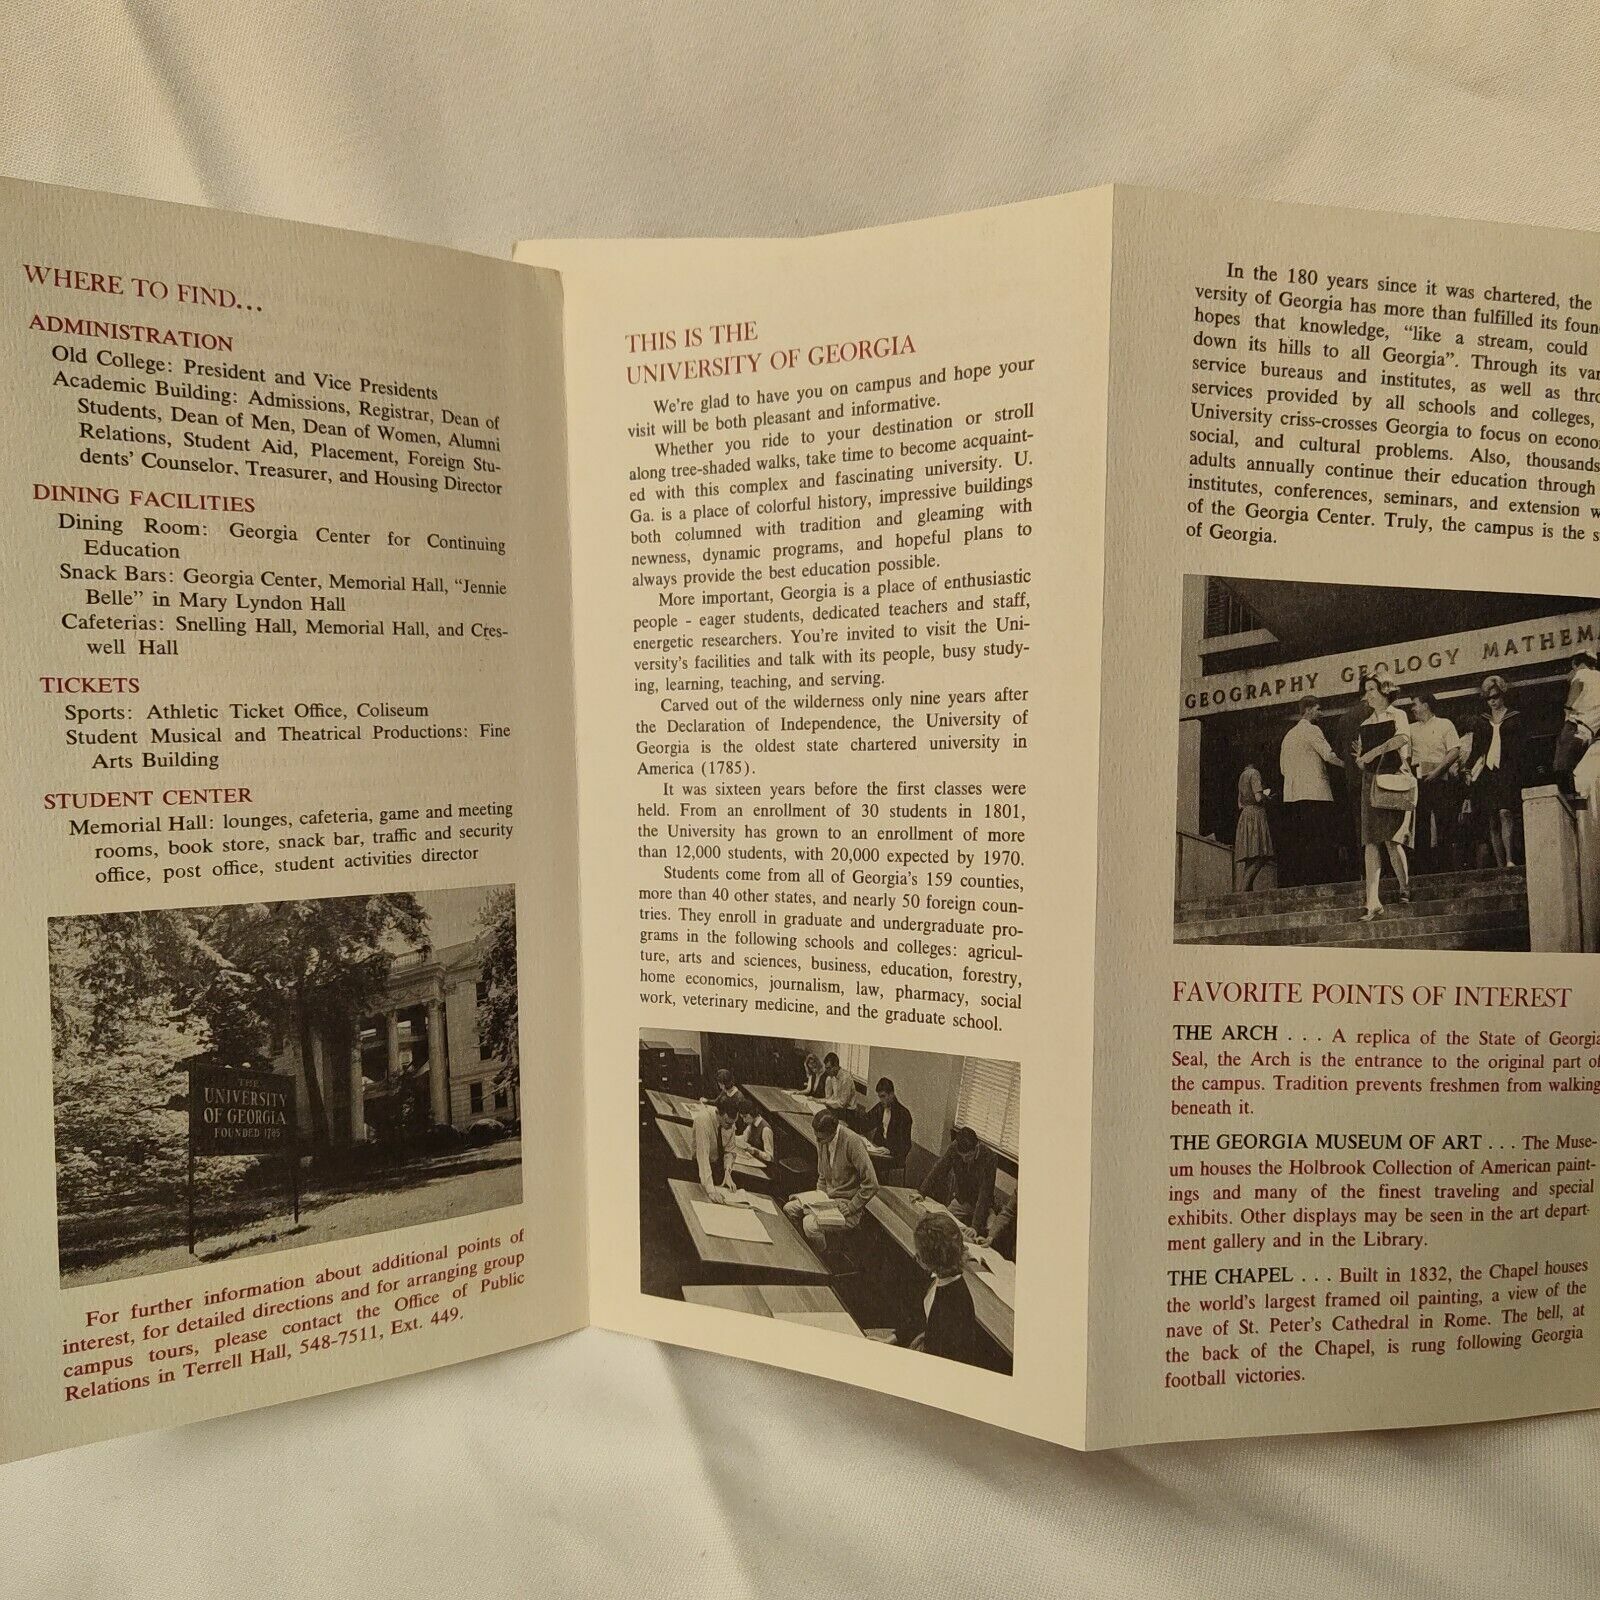 WHERE TO FIND...
ADMINISTRATION
Old College: President and Vice Presidents
Academic Building: Admissions, Registrar, Dean of
Students, Dean of Men, Dean of Women, Alumni
Relations, Student Aid, Placement, Foreign Stu-
dents' Counselor, Treasurer, and Housing Director
DINING FACILITIES
Dining Room: Georgia Center for Continuing
Education
Snack Bars: Georgia Center, Memorial Hall, "Jennie
Belle" in Mary Lyndon Hall
Cafeterias: Snelling Hall, Memorial Hall, and Cres-
well Hall
TICKETS
Sports: Athletic Ticket Office, Coliseum
Student Musical and Theatrical Productions: Fine
Arts Building
STUDENT CENTER
Memorial Hall: lounges, cafeteria, game and meeting
rooms, book store, snack bar, traffic and security
office, post office, student activities director
THE
UNIVERSITY
OF GEORGIA
FOUNDED 1785
For further information about additional points of
interest, for detailed directions and for arranging group
campus tours, please contact the Office of Public
Relations in Terrell Hall, 548-7511, Ext. 449.
THIS IS THE
UNIVERSITY OF GEORGIA
We're glad to have you on campus and hope your
visit will be both pleasant and informative.
Whether you ride to your destination or stroll
along tree-shaded walks, take time to become acquaint-
ed with this complex and fascinating university. U.
Ga. is a place of colorful history, impressive buildings
both columned with tradition and gleaming with
newness, dynamic programs, and hopeful plans to
always provide the best education possible.
More important, Georgia is a place of enthusiastic
people - eager students, dedicated teachers and staff,
energetic researchers. You're invited to visit the Uni-
versity's facilities and talk with its people, busy study-
ing, learning, teaching, and serving.
Carved out of the wilderness only nine years after
the Declaration of Independence, the University of
Georgia is the oldest state chartered university in
America (1785).
It was sixteen years before the first classes were
held. From an enrollment of 30 students in 1801,
the University has grown to an enrollment of more
than 12,000 students, with 20,000 expected by 1970.
Students come from all of Georgia's 159 counties,
more than 40 other states, and nearly 50 foreign coun-
tries. They enroll in graduate and undergraduate pro-
grams in the following schools and colleges: agricul-
ture, arts and sciences, business, education, forestry,
home economics, journalism, law, pharmacy, social
work, veterinary medicine, and the graduate school.
In the 180 years since it was chartered, the
versity of Georgia has more than fulfilled its foun
hopes that knowledge, "like a stream, could
down its hills to all Georgia". Through its var
service bureaus and institutes, as well as thro
services provided by all schools and colleges,
University criss-crosses Georgia to focus on econo
social, and cultural problems. Also, thousands
adults annually continue their education through
institutes, conferences, seminars, and extension w
of the Georgia Center. Truly, the campus is the s
of Georgia.
GEOGRAPHY GEOLOGY MATHEMA
FAVORITE POINTS OF INTEREST
THE ARCH . . . A replica of the State of Georgia
Seal, the Arch is the entrance to the original part of
the campus. Tradition prevents freshmen from walking
beneath it.
THE GEORGIA MUSEUM OF ART . . . The Muse-
um houses the Holbrook Collection of American paint-
ings and many of the finest traveling and special
exhibits. Other displays may be seen in the art depart-
ment gallery and in the Library.
THE CHAPEL . . . Built in 1832, the Chapel houses
the world's largest framed oil painting, a view of the
nave of St. Peter's Cathedral in Rome. The bell, at
the back of the Chapel, is rung following Georgia
football victories.